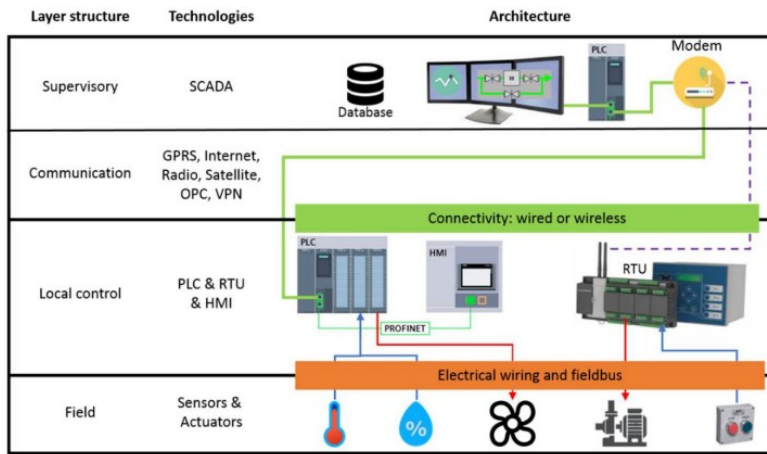 Layer structure
Technologies
Architecture
Supervisory
SCADA
Database
PLC
Modem
Communication
GPRS, Internet,
Radio, Satellite,
OPC, VPN
Connectivity: wired or wireless
Local control
PLC & RTU
& HMI
PLC
HMI
RTU
PROFINET
Electrical wiring and fieldbus
Field
Sensors &
Actuators
%